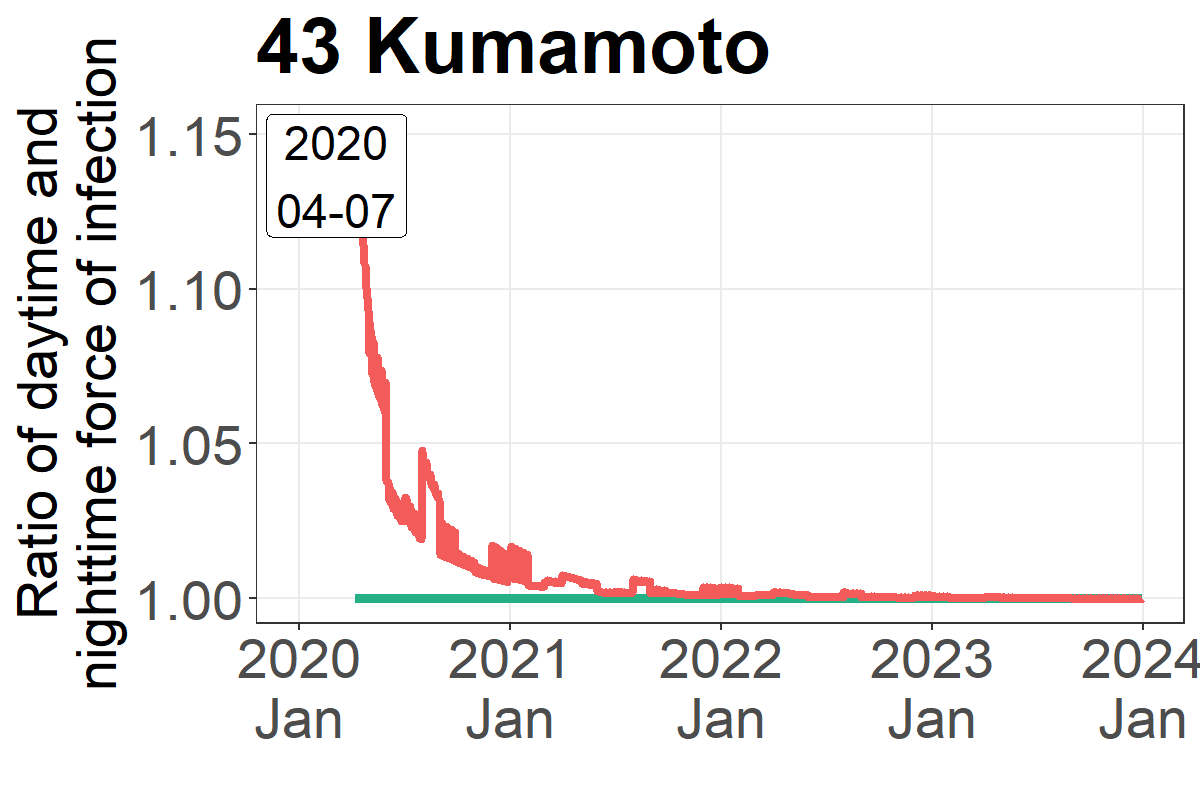 43 Kumamoto
Ratio of daytime and
nighttime force of infection
1.15
1.10
1.05
1.00
2020
04-07
2020
Jan
2021
Jan
2022
Jan
2023
Jan
2024
Jan